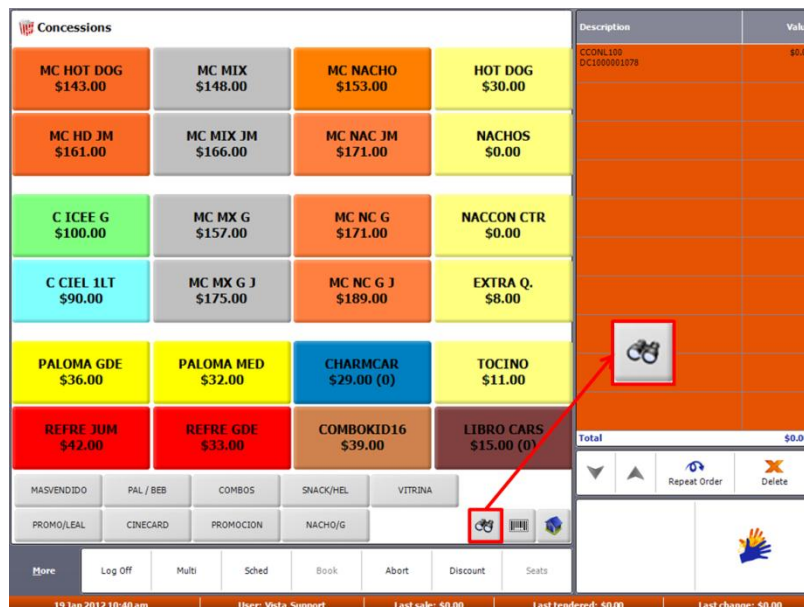 Concessions
Description Valu
MC HOT DOG
$143.00
MC MIX
$148.00
MC NACHO
$153.00
HOT DOG
$30.00
CCONL100 $0.0
DC1000001078
MC HD JM
$161.00
MC MIX JM
$166.00
MC NAC JM
$171.00
NACHOS
$0.00
C ICEE G
$100.00
MC MX G
$157.00
MC NC G
$171.00
NACCON CTR
$0.00
C CIEL 1LT
$90.00
MC MX G J
$175.00
MC NC G J
$189.00
EXTRA Q.
$8.00
PALOMA GDE
$36.00
PALOMA MED
$32.00
CHARMCAR
$29.00 (0)
TOCINO
$11.00
REFRE JUM
$42.00
REFRE GDE
$33.00
COMBOKID16
$39.00
LIBRO CARS
$15.00 (0)
Total $0.0
MASVENDIDO PAL / BEB COMBOS SNACK/HEL VITRINA
Repeat Order Delete
PROMO/LEAL CINECARD PROMOCION NACHO/G
More Log Off Multi Sched Book Abort Discount Seats
19 Jan 2012 10:40 am User: Vista Support Last sale: $0.00 Last tendered: $0.00 Last change: $0.00